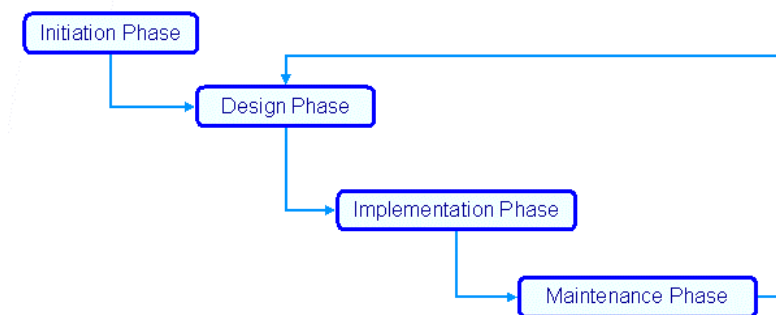 Initiation Phase
Design Phase
Implementation Phase
Maintenance Phase